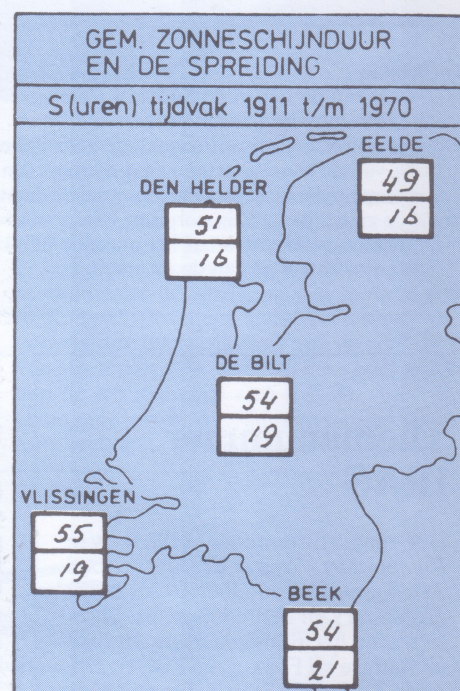 GEM. ZONNESCHIJNDUUR
EN DE SPREIDING
S (uren) tijdvak 1911 t/m 1970
EELDE
49
16
DEN HELDER
51
16
DE BILT
54
19
VLISSINGEN
55
19
BEEK
54
21